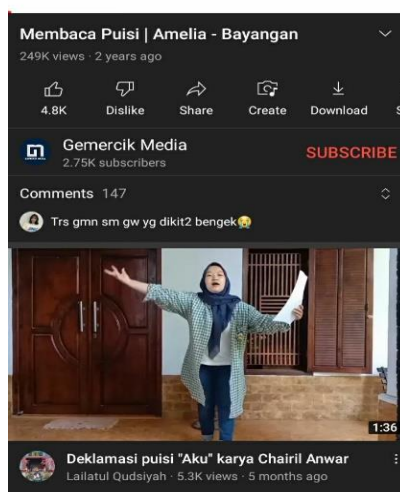 Membaca Puisi | Amelia - Bayangan
249K views · 2 years ago
4.8K Dislike Share Create Download
Gemercik Media
SUBSCRIBE
2.75K subscribers
Comments 147
Trs gmn sm gw yg dikit2 bengek😭
1:36
Deklamasi puisi "Aku" karya Chairil Anwar
Lailatul Qudsiyah · 5.3K views · 5 months ago